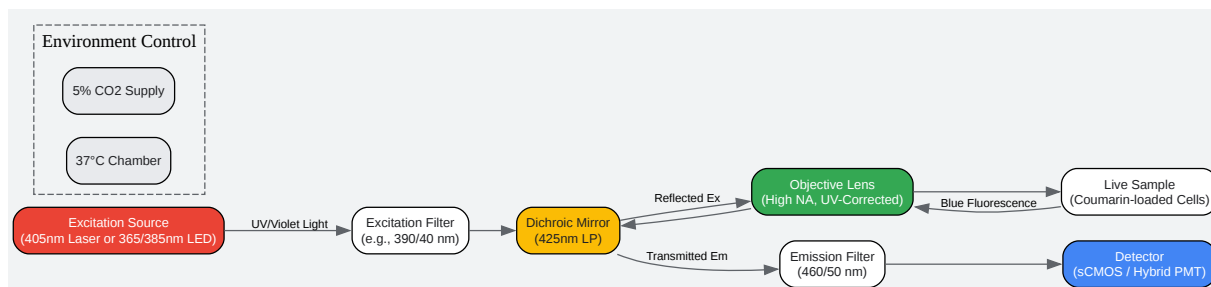 Environment Control
5% CO2 Supply
37°C Chamber
Excitation Source
(405nm Laser or 365/385nm LED)
UV/Violet Light
Excitation Filter
(e.g., 390/40 nm)
Dichroic Mirror
(425nm LP)
Reflected Ex
Transmitted Em
Objective Lens
(High NA, UV-Corrected)
Blue Fluorescence
Live Sample
(Coumarin-loaded Cells)
Emission Filter
(460/50 nm)
Detector
(sCMOS / Hybrid PMT)